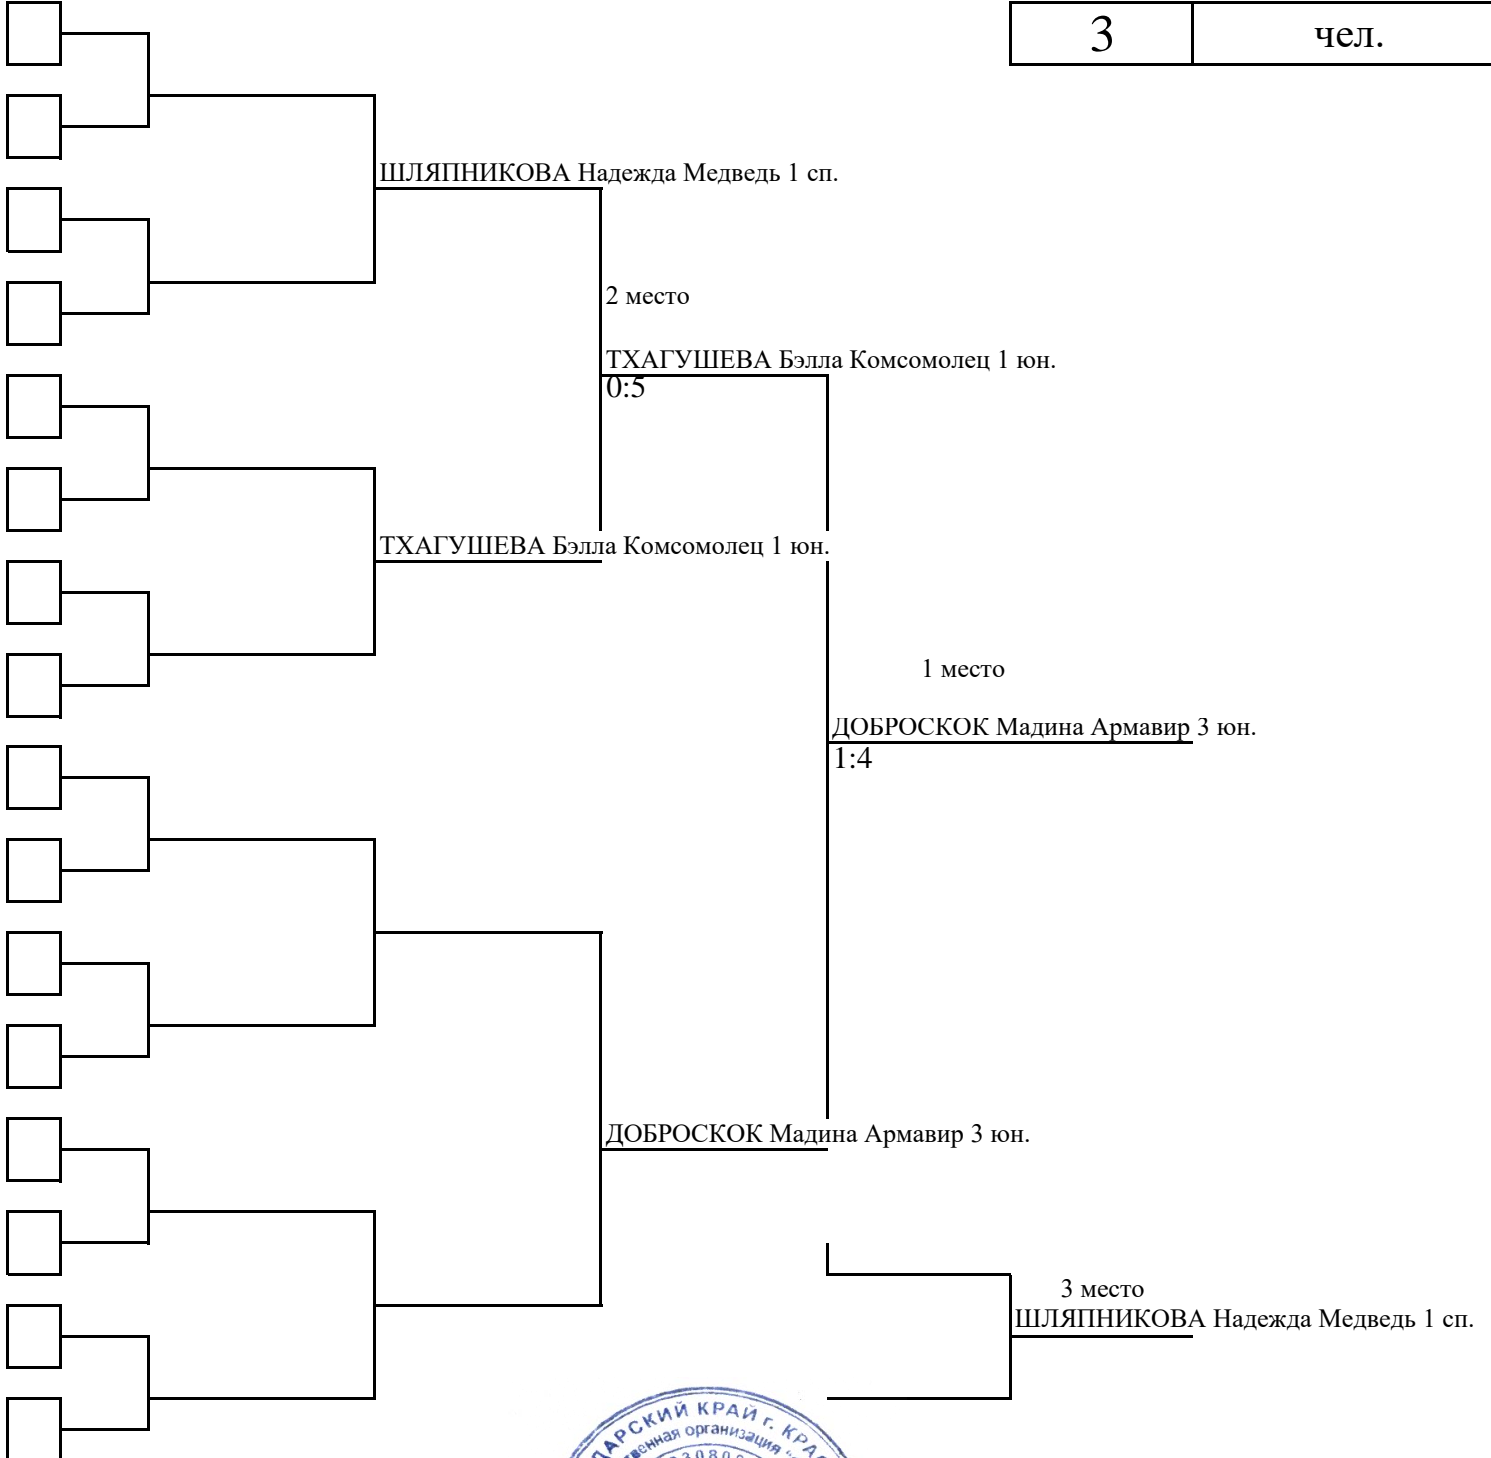 3 чел.
ШЛЯПНИКОВА Надежда Медведь 1 сп.
2 место
ТХАГУШЕВА Бэлла Комсомолец 1 юн.
0:5
ТХАГУШЕВА Бэлла Комсомолец 1 юн.
1 место
ДОБРОСКОК Мадина Армавир 3 юн.
1:4
ДОБРОСКОК Мадина Армавир 3 юн.
3 место
ШЛЯПНИКОВА Надежда Медведь 1 сп.
КИЙ КРАЙ г.
организация